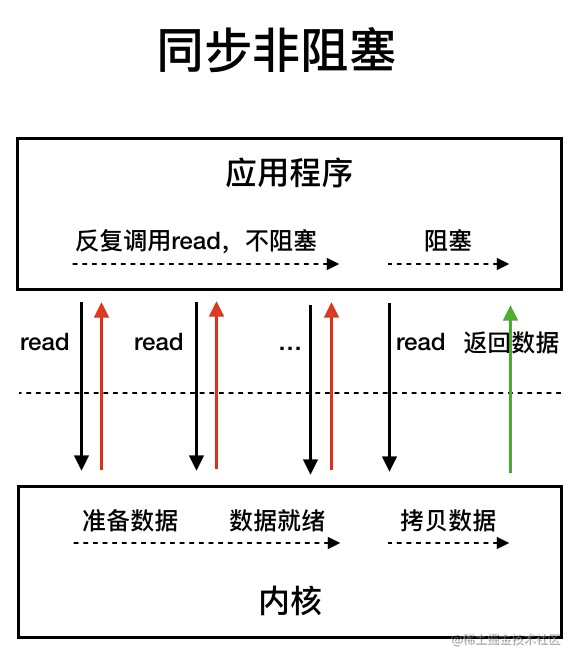 同步非阻塞
应用程序
反复调用read，不阻塞
阻塞
read
read
...
read
返回数据
准备数据
数据就绪
拷贝数据
内核
@稀土掘金技术社区